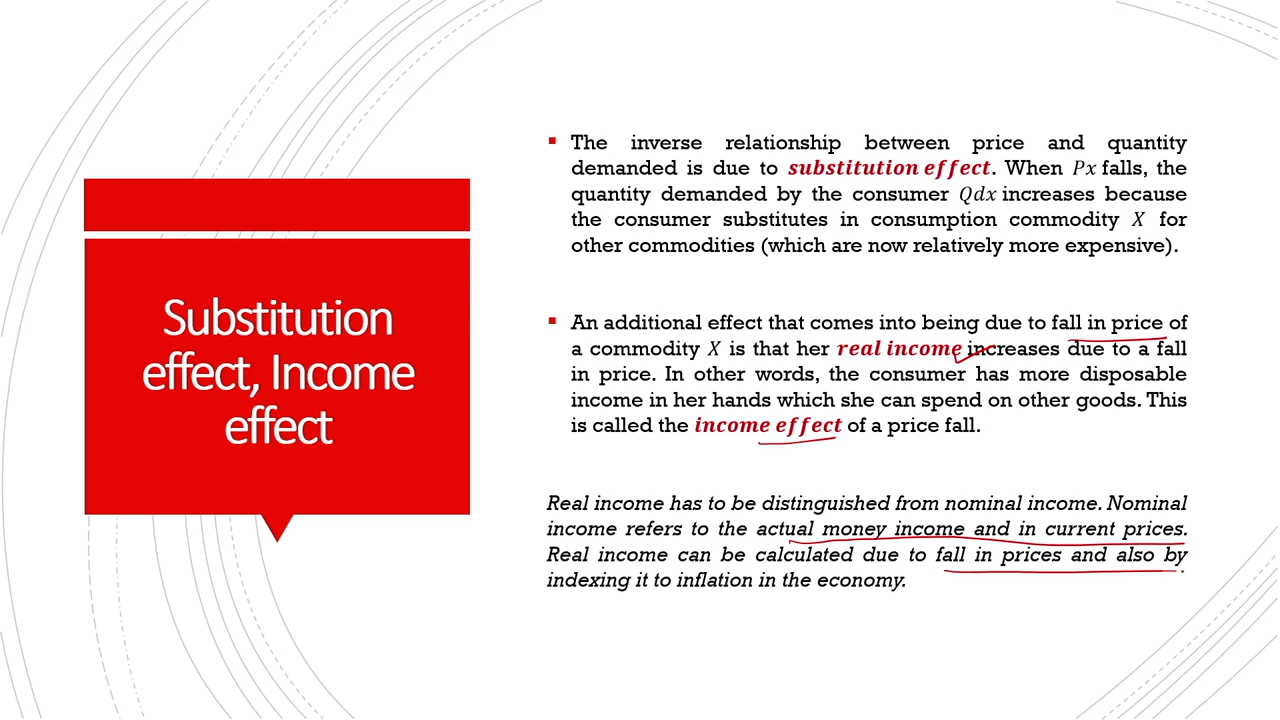 Substitution
effect, Income
effect
The inverse relationship between price and quantity
demanded is due to substitution effect. When Px falls, the
quantity demanded by the consumer Qdx increases because
the consumer substitutes in consumption commodity X for
other commodities (which are now relatively more expensive).
An additional effect that comes into being due to fall in price of
a commodity X is that her real income increases due to a fall
in price. In other words, the consumer has more disposable
income in her hands which she can spend on other goods. This
is called the income effect of a price fall.
Real income has to be distinguished from nominal income. Nominal
income refers to the actual money income and in current prices.
Real income can be calculated due to fall in prices and also by
indexing it to inflation in the economy.